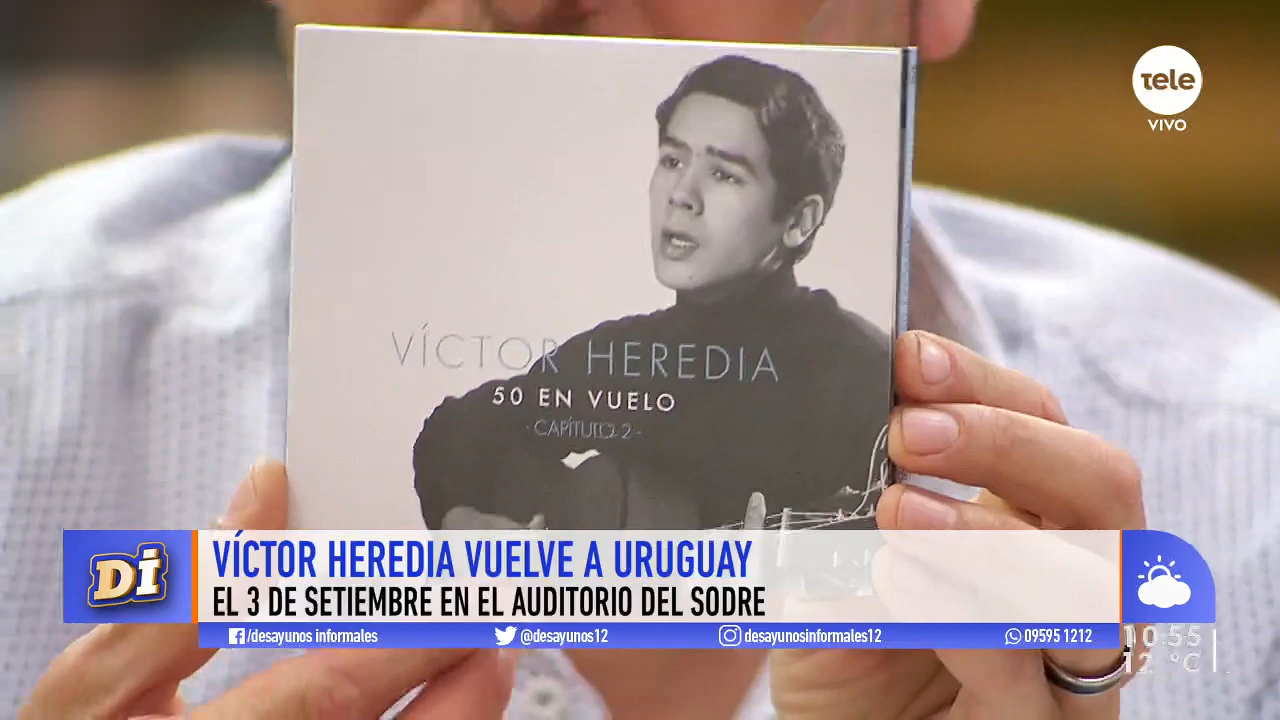 tele
VIVO
VÍCTOR HEREDIA
50 EN VUELO
- CAPÍTULO 2 -
Di
VÍCTOR HEREDIA VUELVE A URUGUAY
EL 3 DE SETIEMBRE EN EL AUDITORIO DEL SODRE
/desayunos informales
@desayunos12
desayunosinformales12
09595 1212
10:55
12 °C